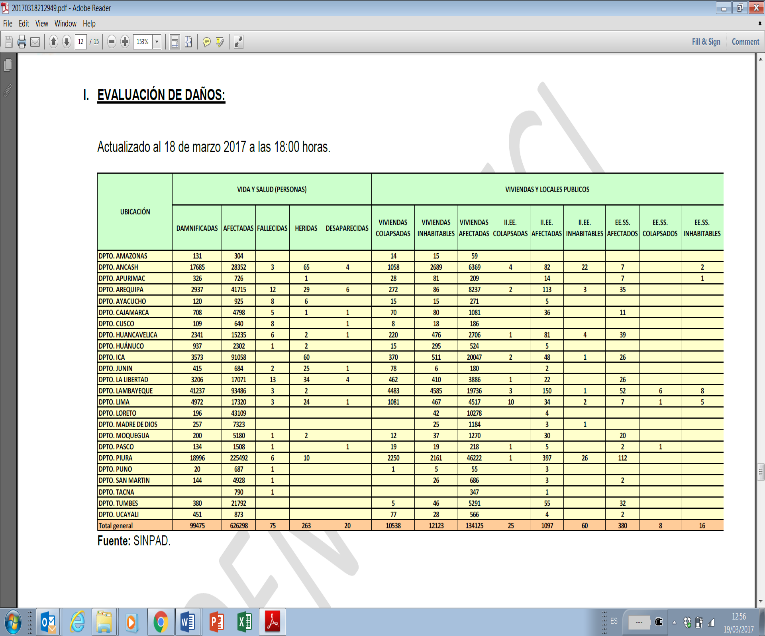 20170318212949.pdf - Adobe Reader
File Edit View Window Help
12 / 15
Fill & Sign Comment
I. EVALUACIÓN DE DAÑOS:
Actualizado al 18 de marzo 2017 a las 18:00 horas.
UBICACIÓN VIDA Y SALUD (PERSONAS) VIVIENDAS Y LOCALES PUBLICOS
DAMNIFICADAS AFECTADAS FALLECIDAS HERIDAS DESAPARECIDAS VIVIENDAS COLAPSADAS VIVIENDAS INHABITABLES VIVIENDAS AFECTADAS II.EE. COLAPSADAS II.EE. AFECTADAS II.EE. INHABITABLES EE.SS. AFECTADOS EE.SS. COLAPSADOS EE.SS. INHABITABLES
DPTO. AMAZONAS 131 304 14 15 59
DPTO. ANCASH 17685 28352 3 65 4 1058 2689 6369 4 82 22 7 2
DPTO. APURIMAC 326 726 1 28 81 209 14 7 1
DPTO. AREQUIPA 2937 41715 12 29 6 272 86 8237 2 113 3 35
DPTO. AYACUCHO 120 925 8 6 15 15 271 5
DPTO. CAJAMARCA 708 4798 5 1 1 70 80 1081 36 11
DPTO. CUSCO 109 640 8 1 8 18 186
DPTO. HUANCAVELICA 2341 15235 6 2 1 220 476 2706 1 81 4 39
DPTO. HUÁNUCO 937 2302 1 2 15 295 524 5
DPTO. ICA 3573 91058 60 370 511 20047 2 48 1 26
DPTO. JUNIN 415 684 2 25 1 78 6 180 2
DPTO. LA LIBERTAD 3206 17071 13 34 4 462 410 3886 1 22 26
DPTO. LAMBAYEQUE 41237 93486 3 2 4483 4585 19736 3 150 1 52 6 8
DPTO. LIMA 4972 17320 3 24 1 1081 467 4517 10 34 2 7 1 5
DPTO. LORETO 196 43109 42 10278 4
DPTO. MADRE DE DIOS 257 7323 25 1184 3 1
DPTO. MOQUEGUA 200 5180 1 2 12 37 1270 30 20
DPTO. PASCO 134 1508 1 1 19 19 218 1 5 2 1
DPTO. PIURA 18996 225492 6 10 2250 2161 46222 1 397 26 112
DPTO. PUNO 20 687 1 1 5 55 3
DPTO. SAN MARTIN 144 4928 1 26 686 3 2
DPTO. TACNA 790 1 347 1
DPTO. TUMBES 380 21792 5 46 5291 55 32
DPTO. UCAYALI 451 873 77 28 566 4 2
Total general 99475 626298 75 263 20 10538 12123 134125 25 1097 60 380 8 16
Fuente: SINPAD.
ES
12:56
19/03/2017